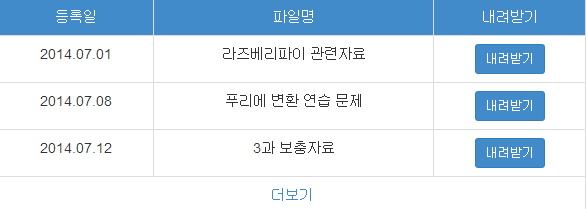 등록일 파일명 내려받기
2014.07.01 라즈베리파이 관련자료 내려받기
2014.07.08 푸리에 변환 연습 문제 내려받기
2014.07.12 3과 보충자료 내려받기
더보기